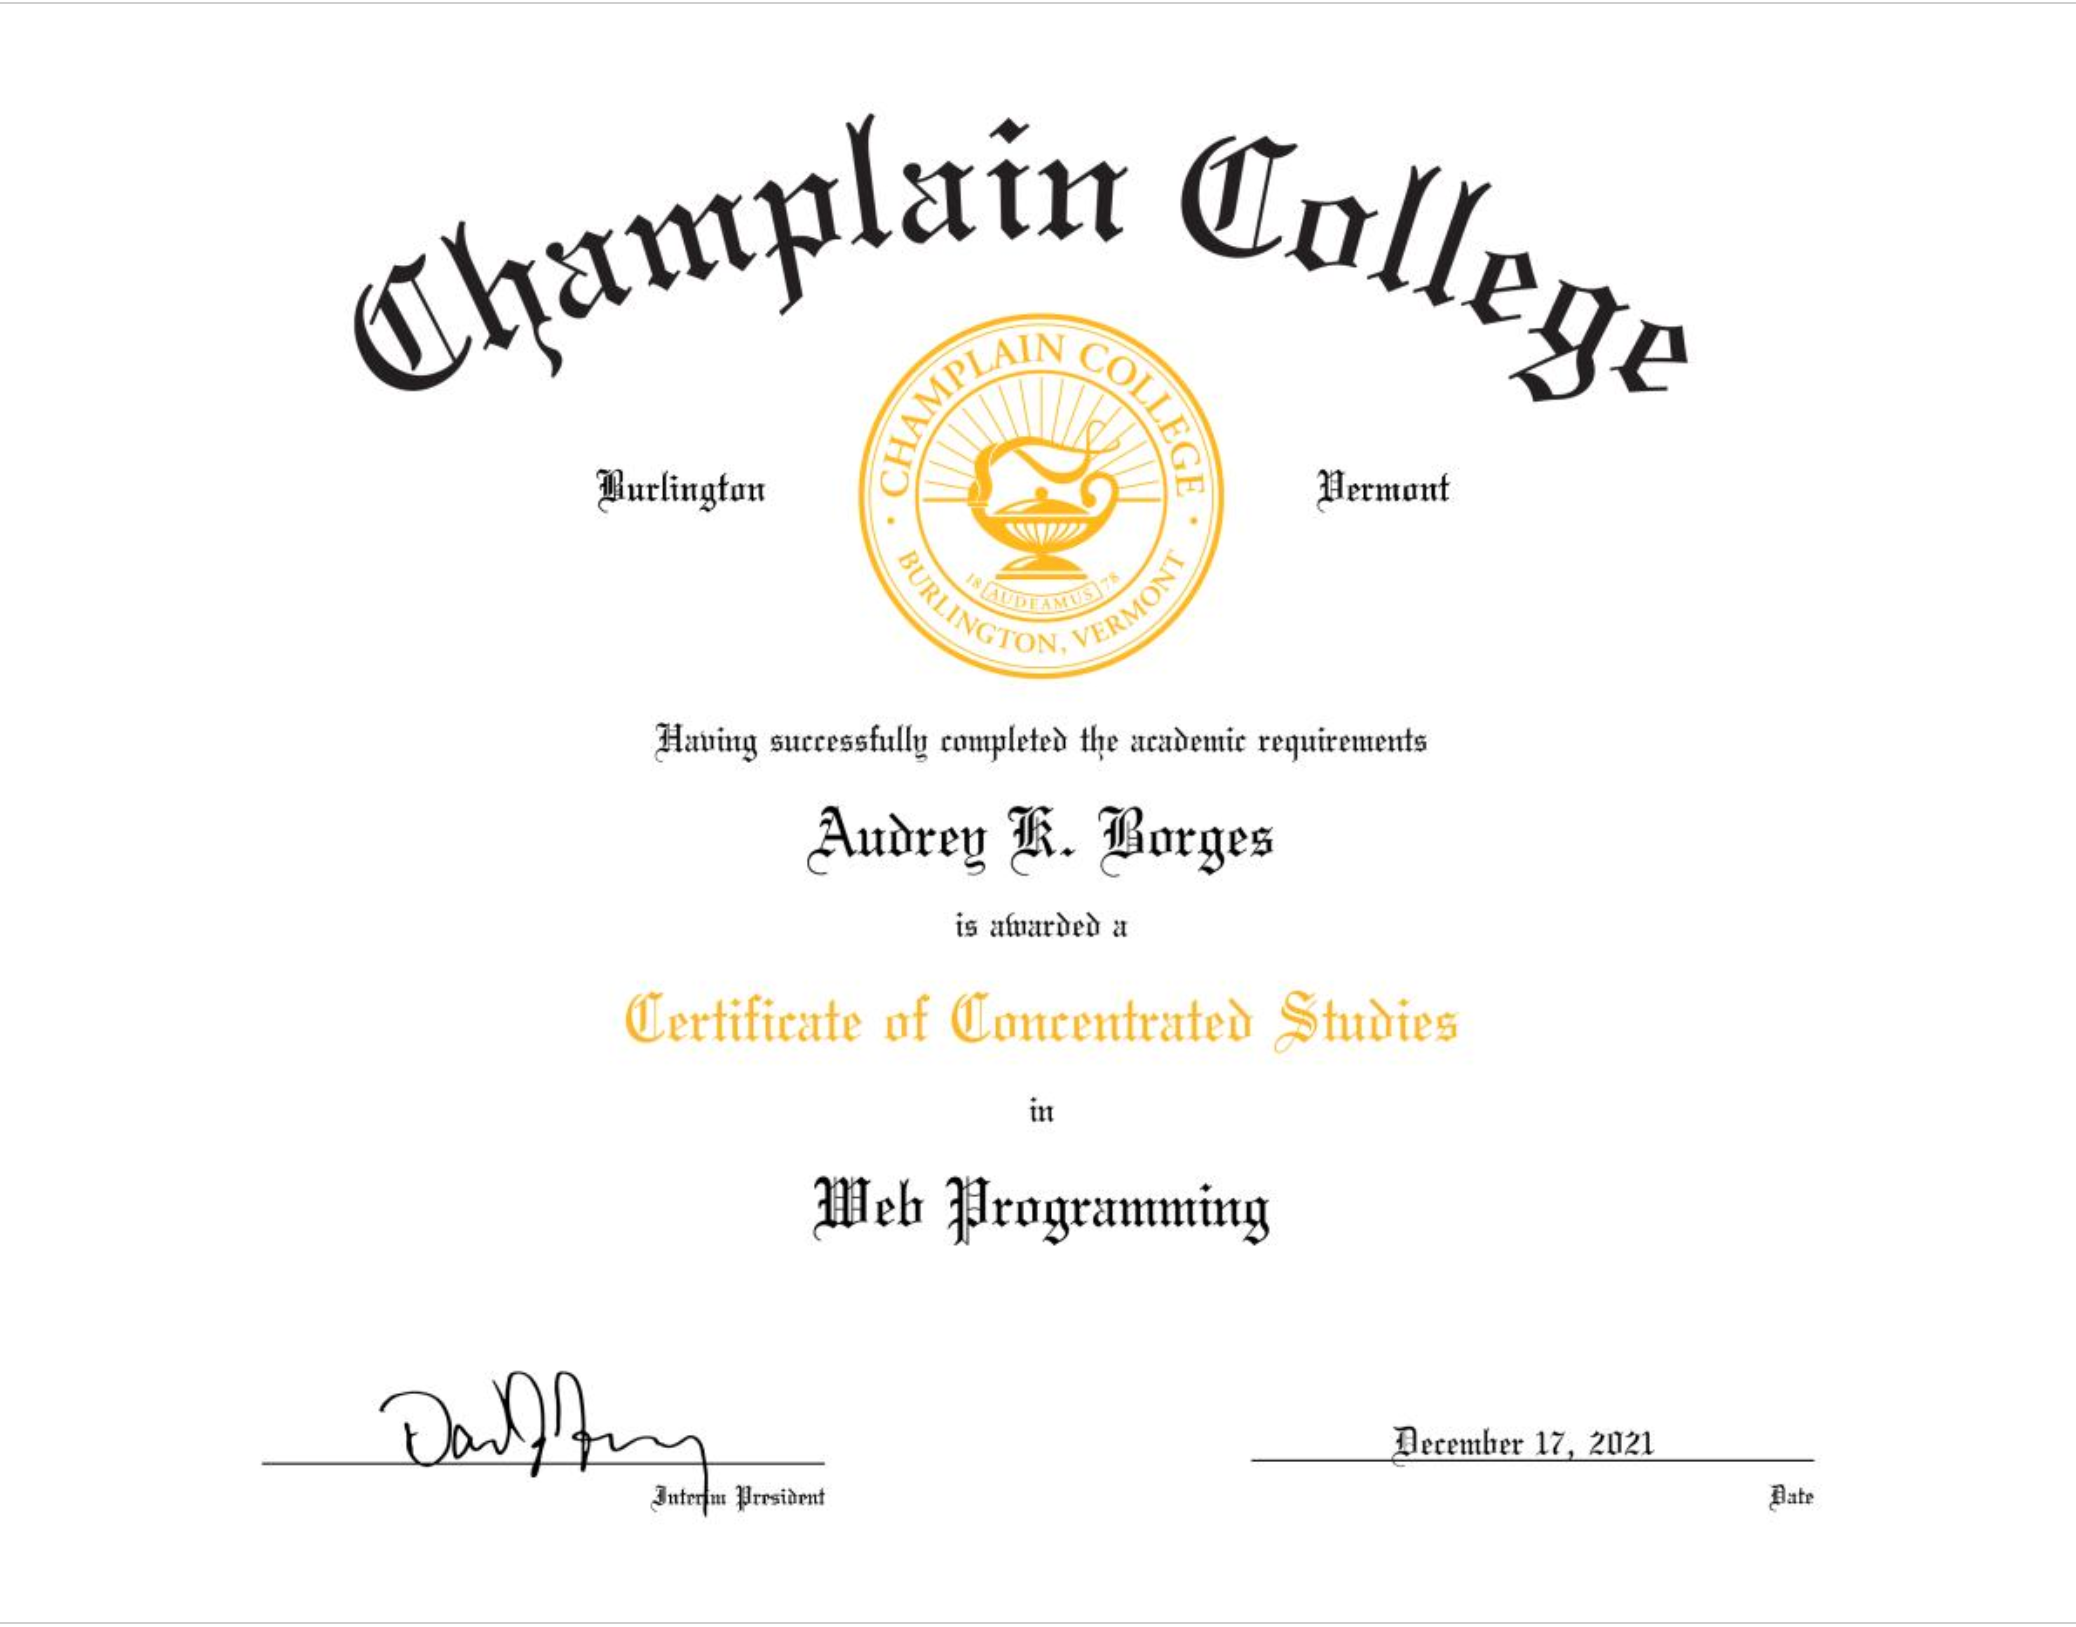 Champlain College
CHAMPLAIN COLLEGE
Burlington
Vermont
18 AUDEAMUS 78
BURLINGTON, VERMONT
Having successfully completed the academic requirements
Audrey K. Borges
is awarded a
Certificate of Concentrated Studies
in
Web Programming
December 17, 2021
Interim President
Date